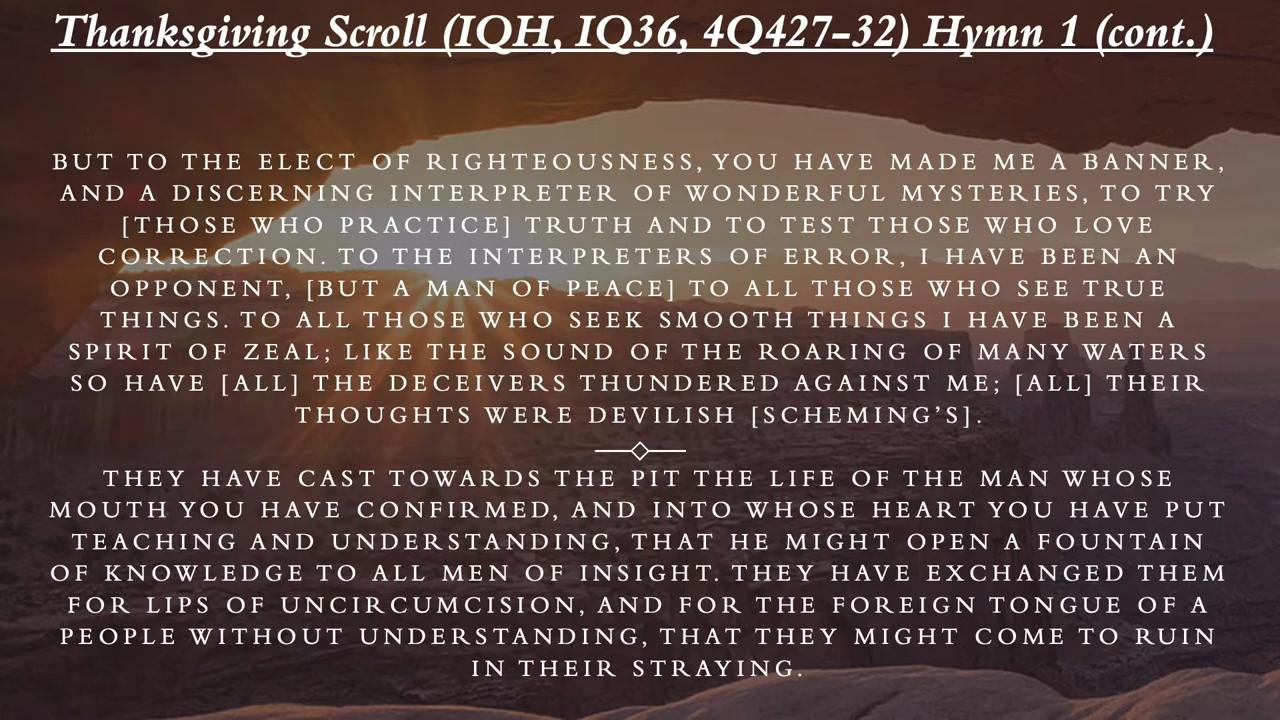 Thanksgiving Scroll (IQH, IQ36, 4Q427–32) Hymn 1 (cont.)
BUT TO THE ELECT OF RIGHTEOUSNESS, YOU HAVE MADE ME A BANNER,
AND A DISCERNING INTERPRETER OF WONDERFUL MYSTERIES, TO TRY
[THOSE WHO PRACTICE] TRUTH AND TO TEST THOSE WHO LOVE
CORRECTION. TO THE INTERPRETERS OF ERROR, I HAVE BEEN AN
OPPONENT, [BUT A MAN OF PEACE] TO ALL THOSE WHO SEE TRUE
THINGS. TO ALL THOSE WHO SEEK SMOOTH THINGS I HAVE BEEN A
SPIRIT OF ZEAL; LIKE THE SOUND OF THE ROARING OF MANY WATERS
SO HAVE [ALL] THE DECEIVERS THUNDERED AGAINST ME; [ALL] THEIR
THOUGHTS WERE DEVILISH [SCHEMING’S].
THEY HAVE CAST TOWARDS THE PIT THE LIFE OF THE MAN WHOSE
MOUTH YOU HAVE CONFIRMED, AND INTO WHOSE HEART YOU HAVE PUT
TEACHING AND UNDERSTANDING, THAT HE MIGHT OPEN A FOUNTAIN
OF KNOWLEDGE TO ALL MEN OF INSIGHT. THEY HAVE EXCHANGED THEM
FOR LIPS OF UNCIRCUMCISION, AND FOR THE FOREIGN TONGUE OF A
PEOPLE WITHOUT UNDERSTANDING, THAT THEY MIGHT COME TO RUIN
IN THEIR STRAYING.